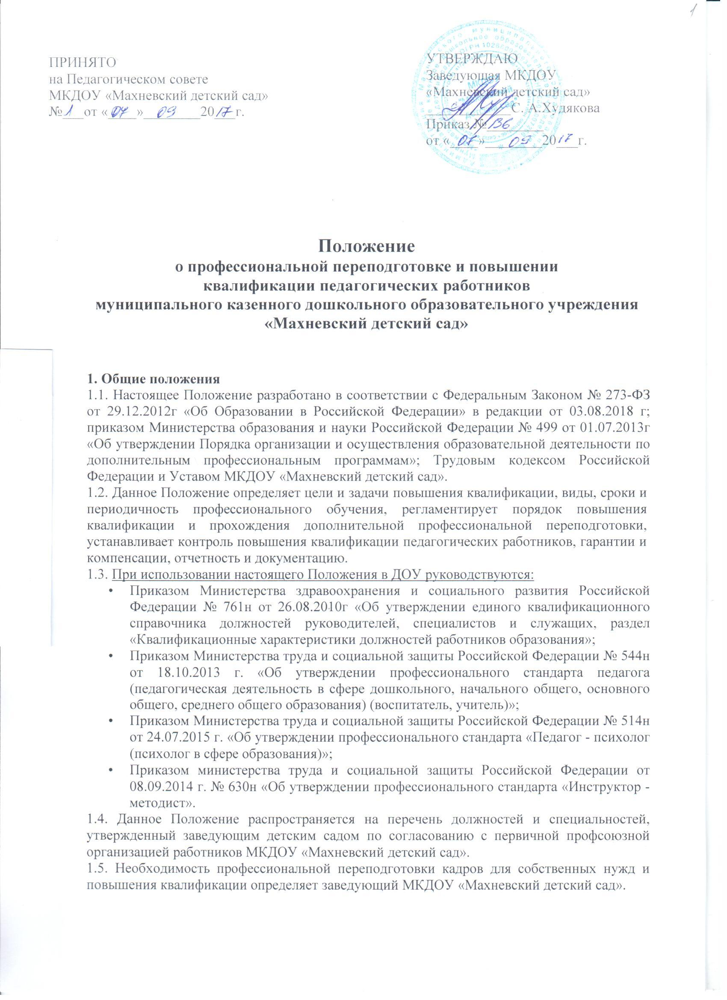 1
ПРИНЯТО
на Педагогическом совете
МКДОУ «Махневский детский сад»
№ 1 от « 07 » 09 2017 г.
УТВЕРЖДАЮ
Заведующая МКДОУ
«Махневский детский сад»
С. А.Худякова
Приказ № 136
от « 07 » 09 2017 г.
Положение
о профессиональной переподготовке и повышении
квалификации педагогических работников
муниципального казенного дошкольного образовательного учреждения
«Махневский детский сад»
1. Общие положения
1.1. Настоящее Положение разработано в соответствии с Федеральным Законом № 273-ФЗ
от 29.12.2012г «Об Образовании в Российской Федерации» в редакции от 03.08.2018 г;
приказом Министерства образования и науки Российской Федерации № 499 от 01.07.2013г
«Об утверждении Порядка организации и осуществления образовательной деятельности по
дополнительным профессиональным программам»; Трудовым кодексом Российской
Федерации и Уставом МКДОУ «Махневский детский сад».
1.2. Данное Положение определяет цели и задачи повышения квалификации, виды, сроки и
периодичность профессионального обучения, регламентирует порядок повышения
квалификации и прохождения дополнительной профессиональной переподготовки,
устанавливает контроль повышения квалификации педагогических работников, гарантии и
компенсации, отчетность и документацию.
1.3. При использовании настоящего Положения в ДОУ руководствуются:
• Приказом Министерства здравоохранения и социального развития Российской
Федерации № 761н от 26.08.2010г «Об утверждении единого квалификационного
справочника должностей руководителей, специалистов и служащих, раздел
«Квалификационные характеристики должностей работников образования»;
• Приказом Министерства труда и социальной защиты Российской Федерации № 544н
от 18.10.2013 г. «Об утверждении профессионального стандарта педагога
(педагогическая деятельность в сфере дошкольного, начального общего, основного
общего, среднего общего образования) (воспитатель, учитель)»;
• Приказом Министерства труда и социальной защиты Российской Федерации № 514н
от 24.07.2015 г. «Об утверждении профессионального стандарта «Педагог - психолог
(психолог в сфере образования)»;
• Приказом министерства труда и социальной защиты Российской Федерации от
08.09.2014 г. № 630н «Об утверждении профессионального стандарта «Инструктор -
методист».
1.4. Данное Положение распространяется на перечень должностей и специальностей,
утвержденный заведующим детским садом по согласованию с первичной профсоюзной
организацией работников МКДОУ «Махневский детский сад».
1.5. Необходимость профессиональной переподготовки кадров для собственных нужд и
повышения квалификации определяет заведующий МКДОУ «Махневский детский сад».